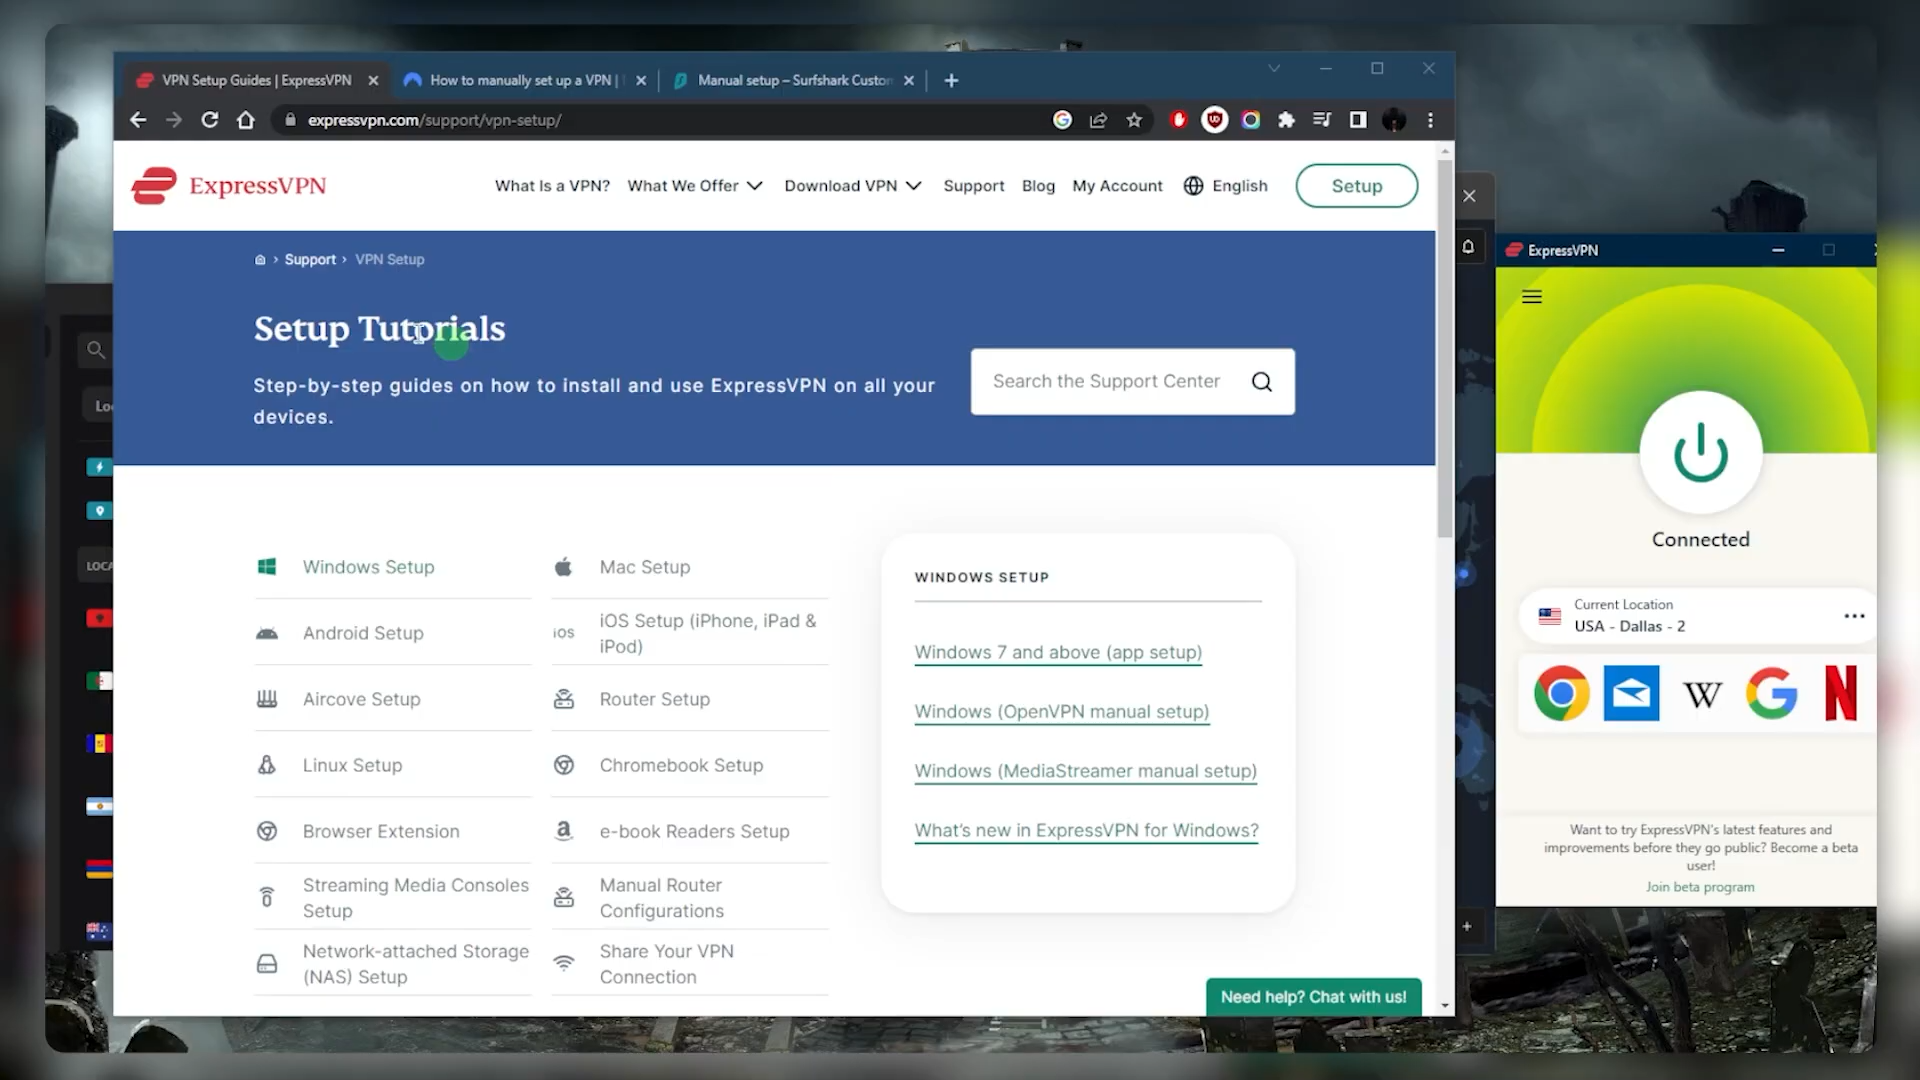 VPN Setup Guides | ExpressVPN
How to manually set up a VPN |
Manual setup – Surfshark Custom
expressvpn.com/support/vpn-setup/
ExpressVPN
What Is a VPN?
What We Offer
Download VPN
Support
Blog
My Account
English
Setup
Support › VPN Setup
Setup Tutorials
Step-by-step guides on how to install and use ExpressVPN on all your
devices.
Search the Support Center
Windows Setup
Mac Setup
Android Setup
iOS
iOS Setup (iPhone, iPad &
iPod)
Aircove Setup
Router Setup
Linux Setup
Chromebook Setup
Browser Extension
e-book Readers Setup
Streaming Media Consoles
Setup
Manual Router
Configurations
Network-attached Storage
(NAS) Setup
Share Your VPN
Connection
WINDOWS SETUP
Windows 7 and above (app setup)
Windows (OpenVPN manual setup)
Windows (MediaStreamer manual setup)
What's new in ExpressVPN for Windows?
Need help? Chat with us!
ExpressVPN
Connected
Current Location
USA - Dallas - 2
Want to try ExpressVPN's latest features and
improvements before they go public? Become a beta
user!
Join beta program